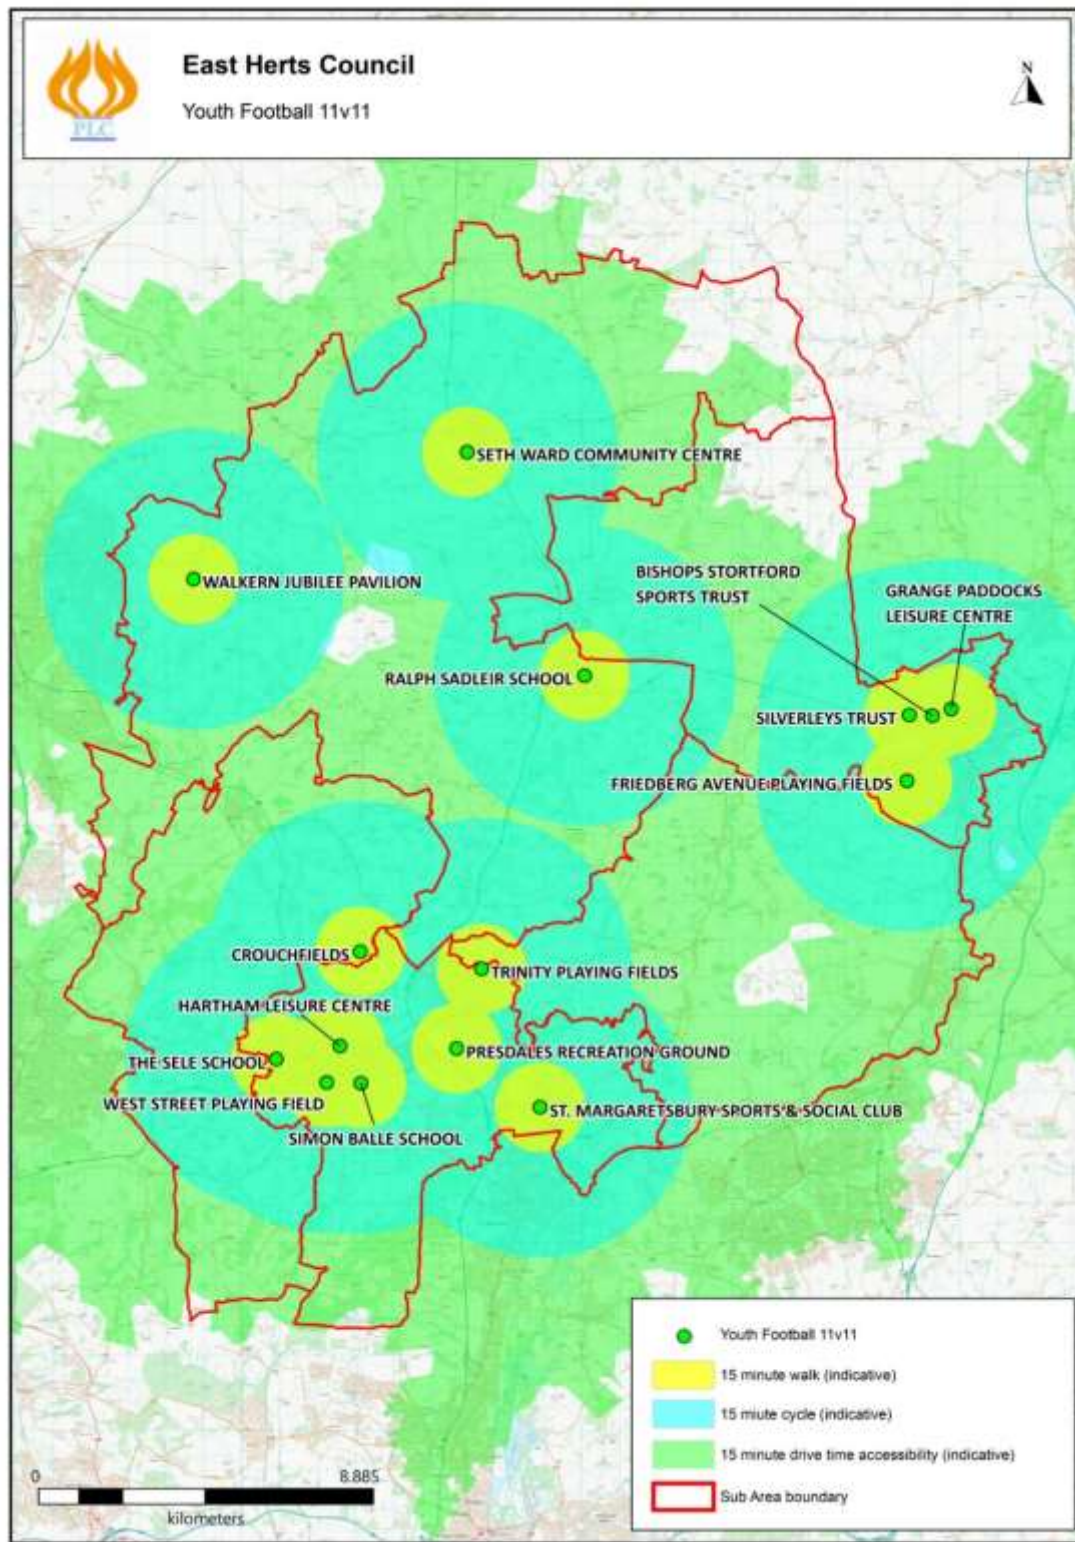 East Herts Council
Youth Football 11v11
PLC
N
SETH WARD COMMUNITY CENTRE
WALKERN JUBILEE PAVILION
BISHOPS STORTFORD
SPORTS TRUST
GRANGE PADDOCKS
LEISURE CENTRE
RALPH SADLEIR SCHOOL
SILVERLEYS TRUST
FRIEDBERG AVENUE PLAYING FIELDS
CROUCHFIELDS
TRINITY PLAYING FIELDS
HARTHAM LEISURE CENTRE
THE SELE SCHOOL
PRESDALES RECREATION GROUND
WEST STREET PLAYING FIELD
ST. MARGARETSBURY SPORTS & SOCIAL CLUB
SIMON BALLE SCHOOL
Youth Football 11v11
15 minute walk (indicative)
15 miute cycle (indicative)
15 minute drive time accessibility (indicative)
Sub Area boundary
0 8.885
kilometers